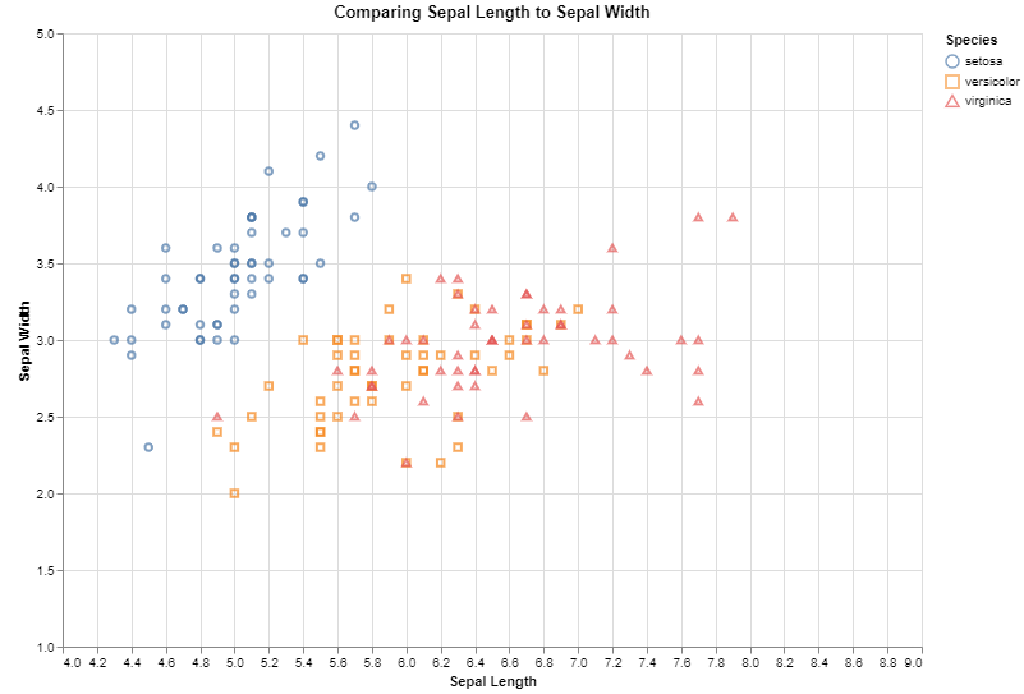 Comparing Sepal Length to Sepal Width
Species
setosa
versicolor
virginica
Sepal Width
5.0
4.5
4.0
3.5
3.0
2.5
2.0
1.5
1.0
4.0 4.2 4.4 4.6 4.8 5.0 5.2 5.4 5.6 5.8 6.0 6.2 6.4 6.6 6.8 7.0 7.2 7.4 7.6 7.8 8.0 8.2 8.4 8.6 8.8 9.0
Sepal Length